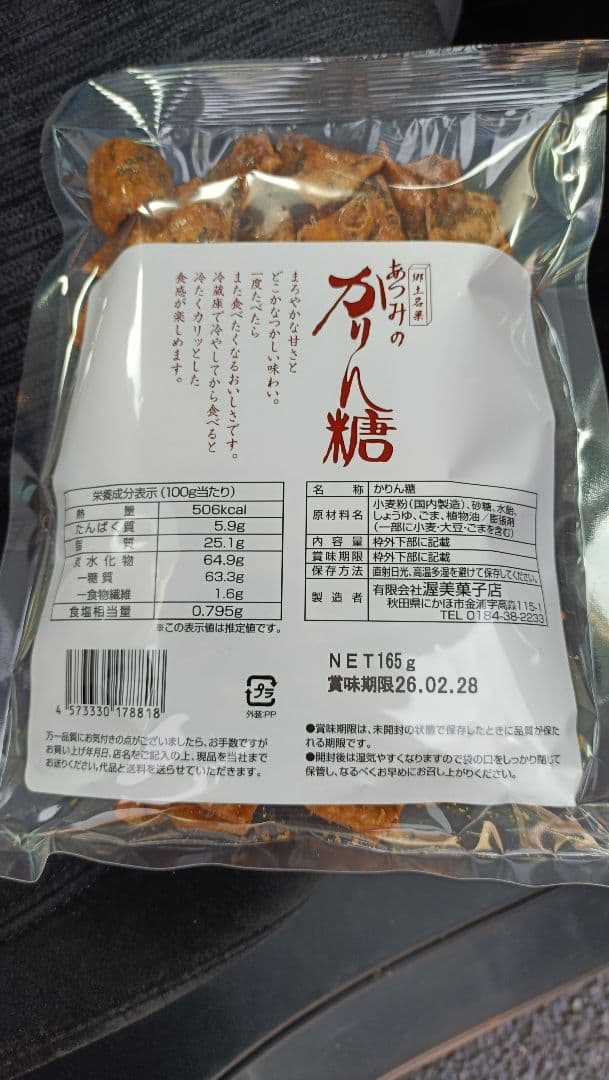 郷土名菓
あつみの
かりん糖
まろやかな甘さと
どこかなつかしい味わい。
一度たべたら
また食べたくなるおいしさです。
冷蔵庫で冷やしてから食べると
冷たくカリッとした
食感が楽しめます。
栄養成分表示(100g当たり)
熱量 506kcal
たんぱく質 5.9g
脂質 25.1g
炭水化物 64.9g
ー糖質 63.3g
ー食物繊維 1.6g
食塩相当量 0.795g
※この表示値は推定値です。
名称 かりん糖
原材料名 小麦粉(国内製造)、砂糖、水飴、
しょうゆ、ごま、植物油/膨張剤
(一部に小麦・大豆・ごまを含む)
内容量 枠外下部に記載
賞味期限 枠外下部に記載
保存方法 直射日光、高温多湿を避けて保存してください。
製造者 有限会社渥美菓子店
秋田県にかほ市金浦字高森115-1
TEL 0184-38-2233
NET165g
賞味期限26.02.28
4 573330 178818
プラ
外袋:PP
万一品質にお気付きの点がございましたら、お手数ですが
お買い上げ年月日、店名をご記入の上、現品を当社まで
お送りください。代品と送料を送らせていただきます。
●賞味期限は、未開封の状態で保存したときに品質が保た
れる期限です。
●開封後は湿気やすくなりますので袋の口をしっかり閉じて
保管し、なるべくお早めにお召し上がりください。